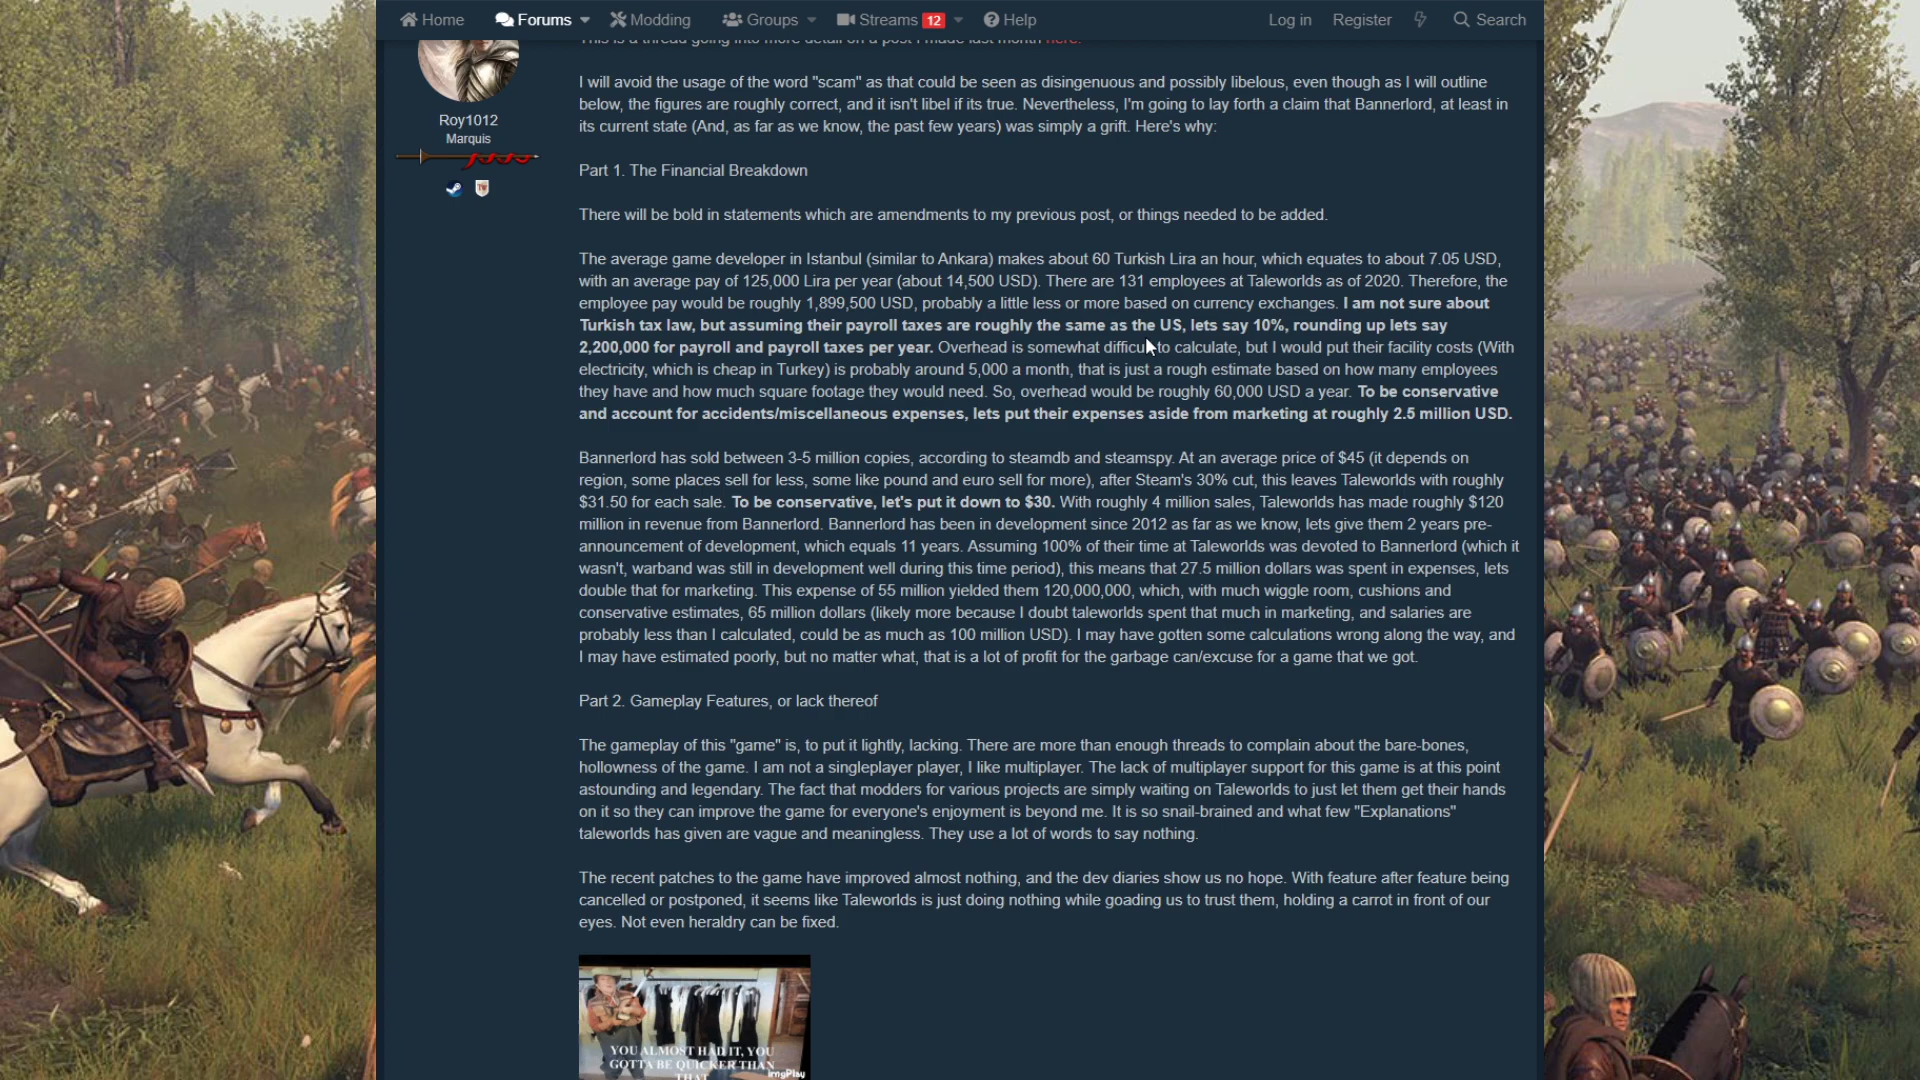 Home
Forums
Modding
Groups
Streams 12
Help
Log in
Register
Search
This is a thread going into more detail on a post I made last month here.
Roy1012
Marquis
I will avoid the usage of the word "scam" as that could be seen as disingenuous and possibly libelous, even though as I will outline
below, the figures are roughly correct, and it isn't libel if its true. Nevertheless, I'm going to lay forth a claim that Bannerlord, at least in
its current state (And, as far as we know, the past few years) was simply a grift. Here's why:
Part 1. The Financial Breakdown
There will be bold in statements which are amendments to my previous post, or things needed to be added.
The average game developer in Istanbul (similar to Ankara) makes about 60 Turkish Lira an hour, which equates to about 7.05 USD,
with an average pay of 125,000 Lira per year (about 14,500 USD). There are 131 employees at Taleworlds as of 2020. Therefore, the
employee pay would be roughly 1,899,500 USD, probably a little less or more based on currency exchanges. I am not sure about
Turkish tax law, but assuming their payroll taxes are roughly the same as the US, lets say 10%, rounding up lets say
2,200,000 for payroll and payroll taxes per year. Overhead is somewhat difficu to calculate, but I would put their facility costs (With
electricity, which is cheap in Turkey) is probably around 5,000 a month, that is just a rough estimate based on how many employees
they have and how much square footage they would need. So, overhead would be roughly 60,000 USD a year. To be conservative
and account for accidents/miscellaneous expenses, lets put their expenses aside from marketing at roughly 2.5 million USD.
Bannerlord has sold between 3-5 million copies, according to steamdb and steamspy. At an average price of $45 (it depends on
region, some places sell for less, some like pound and euro sell for more), after Steam's 30% cut, this leaves Taleworlds with roughly
$31.50 for each sale. To be conservative, let's put it down to $30. With roughly 4 million sales, Taleworlds has made roughly $120
million in revenue from Bannerlord. Bannerlord has been in development since 2012 as far as we know, lets give them 2 years pre-
announcement of development, which equals 11 years. Assuming 100% of their time at Taleworlds was devoted to Bannerlord (which it
wasn't, warband was still in development well during this time period), this means that 27.5 million dollars was spent in expenses, lets
double that for marketing. This expense of 55 million yielded them 120,000,000, which, with much wiggle room, cushions and
conservative estimates, 65 million dollars (likely more because I doubt taleworlds spent that much in marketing, and salaries are
probably less than I calculated, could be as much as 100 million USD). I may have gotten some calculations wrong along the way, and
I may have estimated poorly, but no matter what, that is a lot of profit for the garbage can/excuse for a game that we got.
Part 2. Gameplay Features, or lack thereof
The gameplay of this "game" is, to put it lightly, lacking. There are more than enough threads to complain about the bare-bones,
hollowness of the game. I am not a singleplayer player, I like multiplayer. The lack of multiplayer support for this game is at this point
astounding and legendary. The fact that modders for various projects are simply waiting on Taleworlds to just let them get their hands
on it so they can improve the game for everyone's enjoyment is beyond me. It is so snail-brained and what few "Explanations"
taleworlds has given are vague and meaningless. They use a lot of words to say nothing.
The recent patches to the game have improved almost nothing, and the dev diaries show us no hope. With feature after feature being
cancelled or postponed, it seems like Taleworlds is just doing nothing while goading us to trust them, holding a carrot in front of our
eyes. Not even heraldry can be fixed.
YOU ALMOST HAD IT, YOU
GOTTA BE QUICKER THAN
THAT
imgPlay